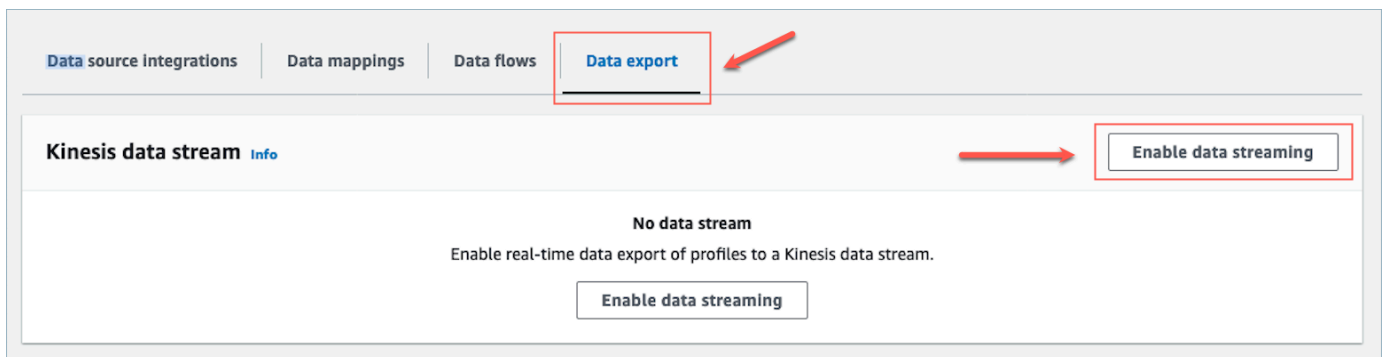 Data source integrations
Data mappings
Data flows
Data export
Kinesis data stream Info
Enable data streaming
No data stream
Enable real-time data export of profiles to a Kinesis data stream.
Enable data streaming